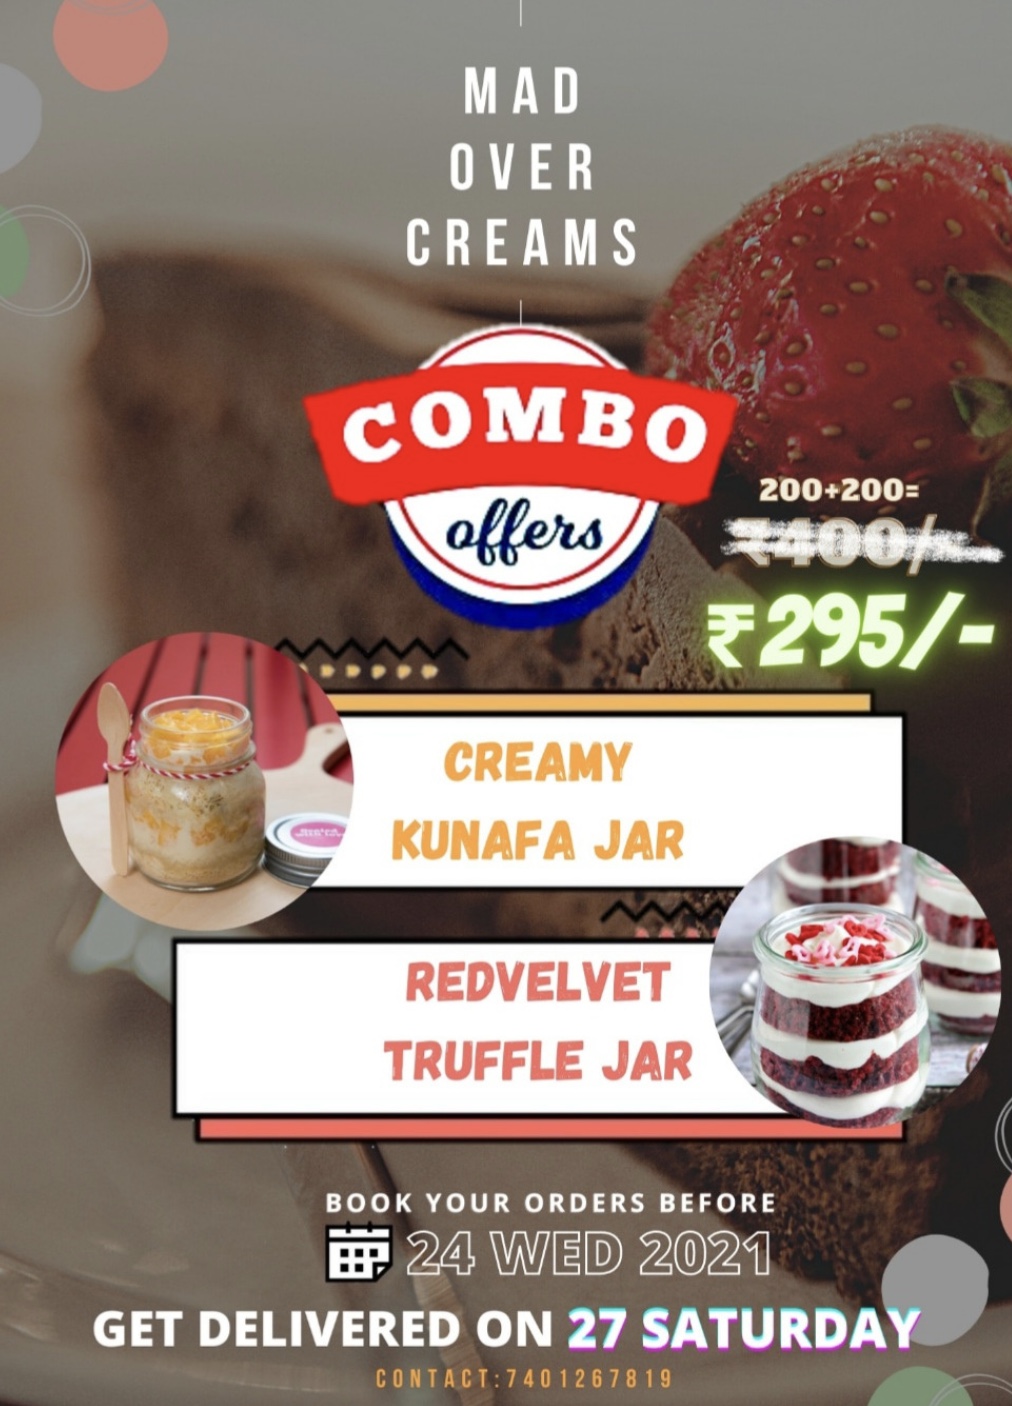 MAD
OVER
CREAMS
COMBO
offers
200+200=
₹400/-
₹295/-
CREAMY
KUNAFA JAR
REDVELVET
TRUFFLE JAR
BOOK YOUR ORDERS BEFORE
24 WED 2021
GET DELIVERED ON 27 SATURDAY
CONTACT:7401267819